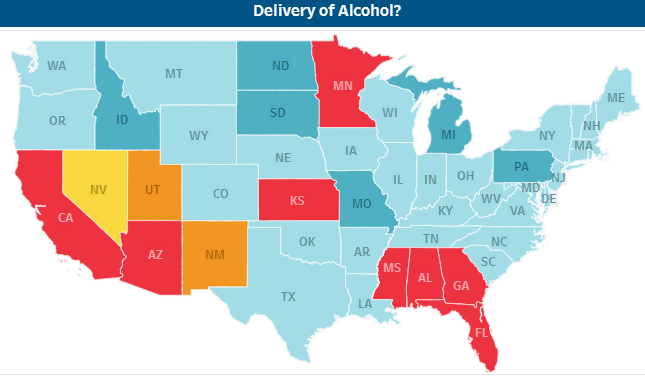 Delivery of Alcohol?
WA
MT
ND
MN
ME
OR
ID
SD
WI
MI
NY
NH
MA
WY
NE
IA
PA
NJ
NV
UT
CO
IL
IN
OH
MD
DE
WV
VA
CA
KS
MO
KY
AZ
NM
OK
AR
TN
NC
SC
MS
AL
GA
TX
LA
FL